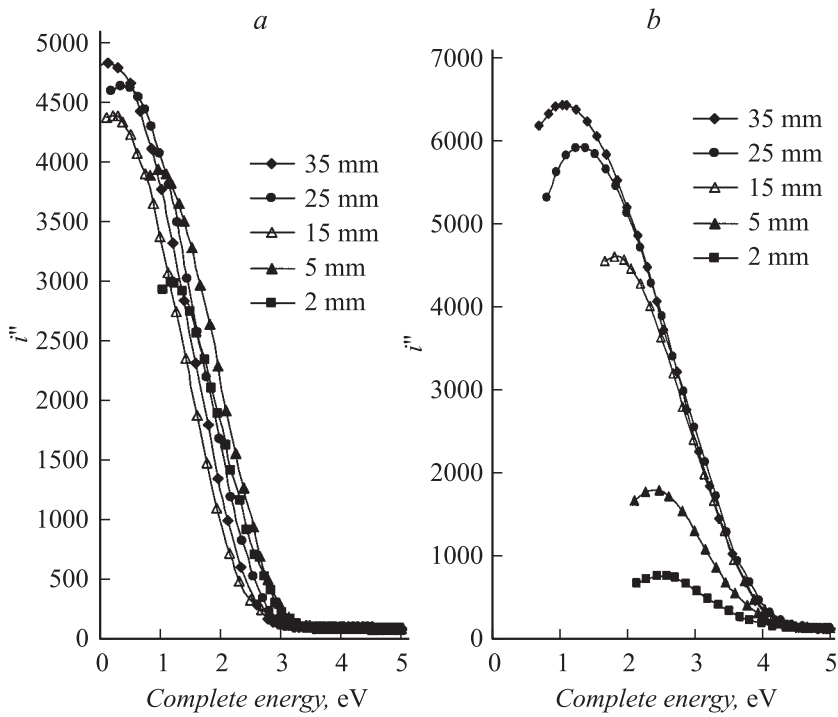 a
5000
4500
4000
3500
3000
2500
2000
1500
1000
500
0
i"
35 mm
25 mm
15 mm
5 mm
2 mm
0 1 2 3 4 5
Complete energy, eV
b
7000
6000
5000
4000
3000
2000
1000
0
i"
35 mm
25 mm
15 mm
5 mm
2 mm
0 1 2 3 4 5
Complete energy, eV